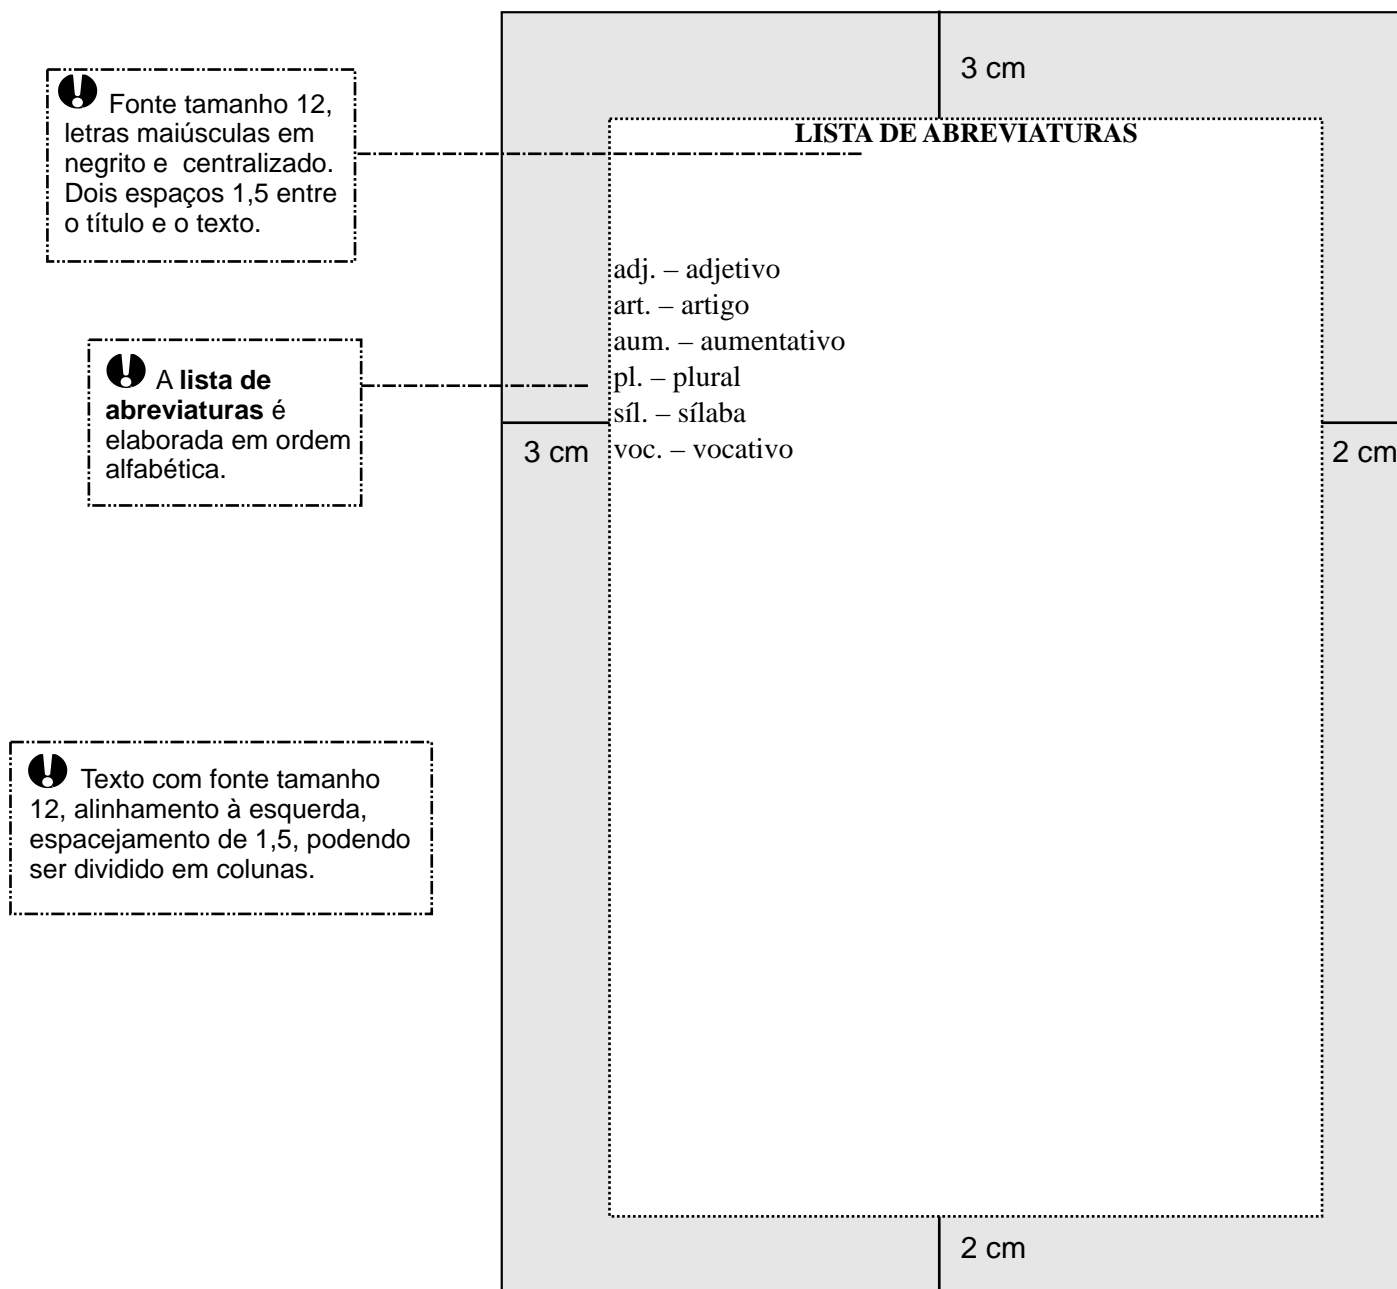 3 cm
Fonte tamanho 12,
letras maiúsculas em
negrito e centralizado.
Dois espaços 1,5 entre
o título e o texto.
LISTA DE ABREVIATURAS
adj. – adjetivo
art. – artigo
aum. – aumentativo
pl. – plural
síl. – sílaba
voc. – vocativo
A lista de
abreviaturas é
elaborada em ordem
alfabética.
3 cm
2 cm
Texto com fonte tamanho
12, alinhamento à esquerda,
espacejamento de 1,5, podendo
ser dividido em colunas.
2 cm